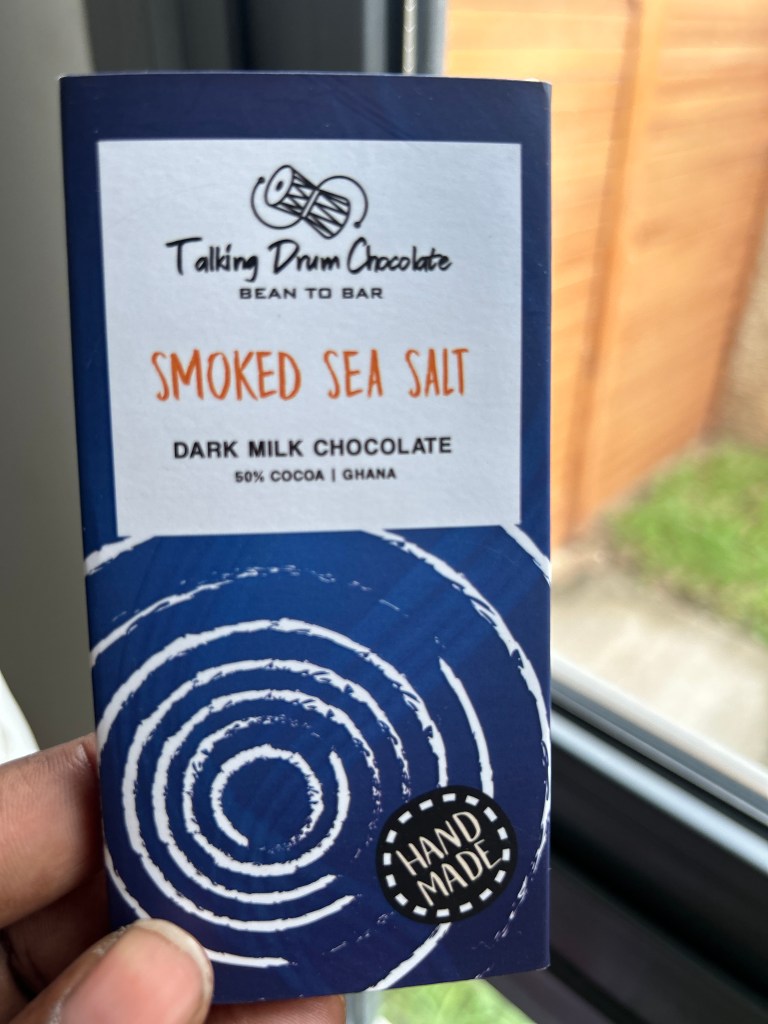 Talking Drum Chocolate
BEAN TO BAR
SMOKED SEA SALT
DARK MILK CHOCOLATE
50% COCOA | GHANA
HAND
MADE